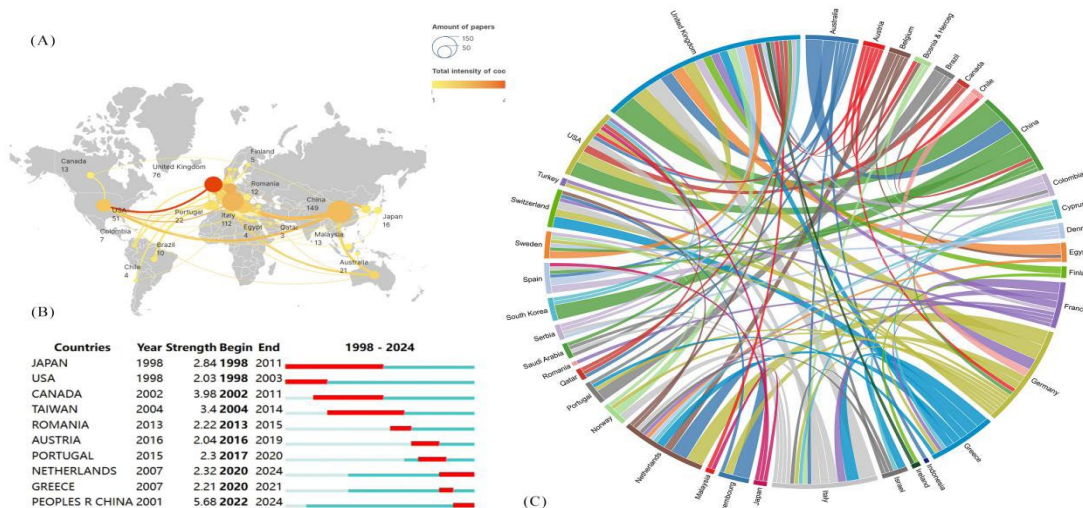 (A)
Amount of papers
150
50
Total intensity of coc
1
4
Canada
13
United Kingdom
76
Finland
5
Romania
12
China
149
USA
51
Portugal
22
Italy
112
Egypt
4
Qatar
3
Japan
16
Malaysia
13
Colombia
7
Brazil
10
Chile
4
Australia
21
(B)
Countries Year Strength Begin End 1998 - 2024
JAPAN 1998 2.84 1998 2011
USA 1998 2.03 1998 2003
CANADA 2002 3.98 2002 2011
TAIWAN 2004 3.4 2004 2014
ROMANIA 2013 2.22 2013 2015
AUSTRIA 2016 2.04 2016 2019
PORTUGAL 2015 2.3 2017 2020
NETHERLANDS 2007 2.32 2020 2024
GREECE 2007 2.21 2020 2021
PEOPLES R CHINA 2001 5.68 2022 2024
(C)
United Kingdom
Australia
Austria
Belgium
Bosnia & Herceg
Brazil
Canada
Chile
China
Colombia
Cyprus
Denn
Egyp
Finla
France
Germany
Greece
Indonesia
Ireland
Israel
Italy
Japan
xembourg
Malaysia
Netherlands
Norway
Portugal
Qatar
Romania
Saudi Arabia
Serbia
South Korea
Spain
Sweden
Switzerland
Turkey
USA